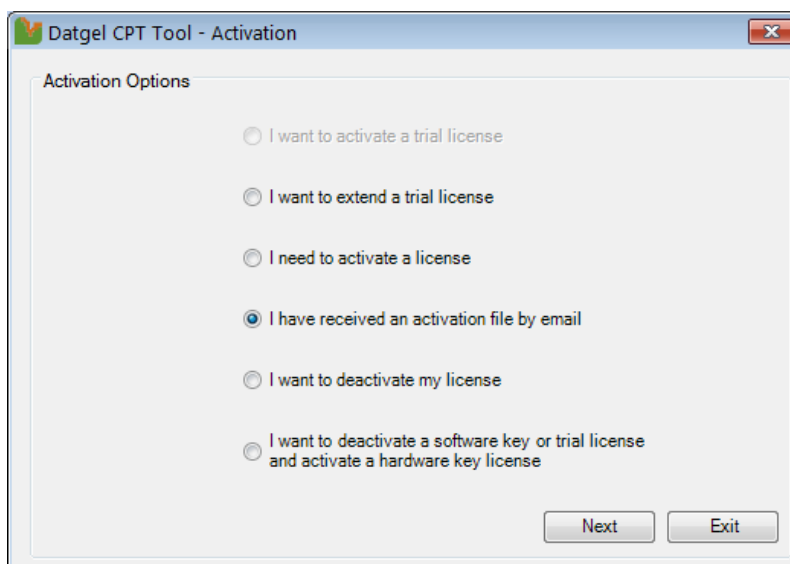 Datgel CPT Tool - Activation
Activation Options
I want to activate a trial license
I want to extend a trial license
I need to activate a license
I have received an activation file by email
I want to deactivate my license
I want to deactivate a software key or trial license
and activate a hardware key license
Next Exit